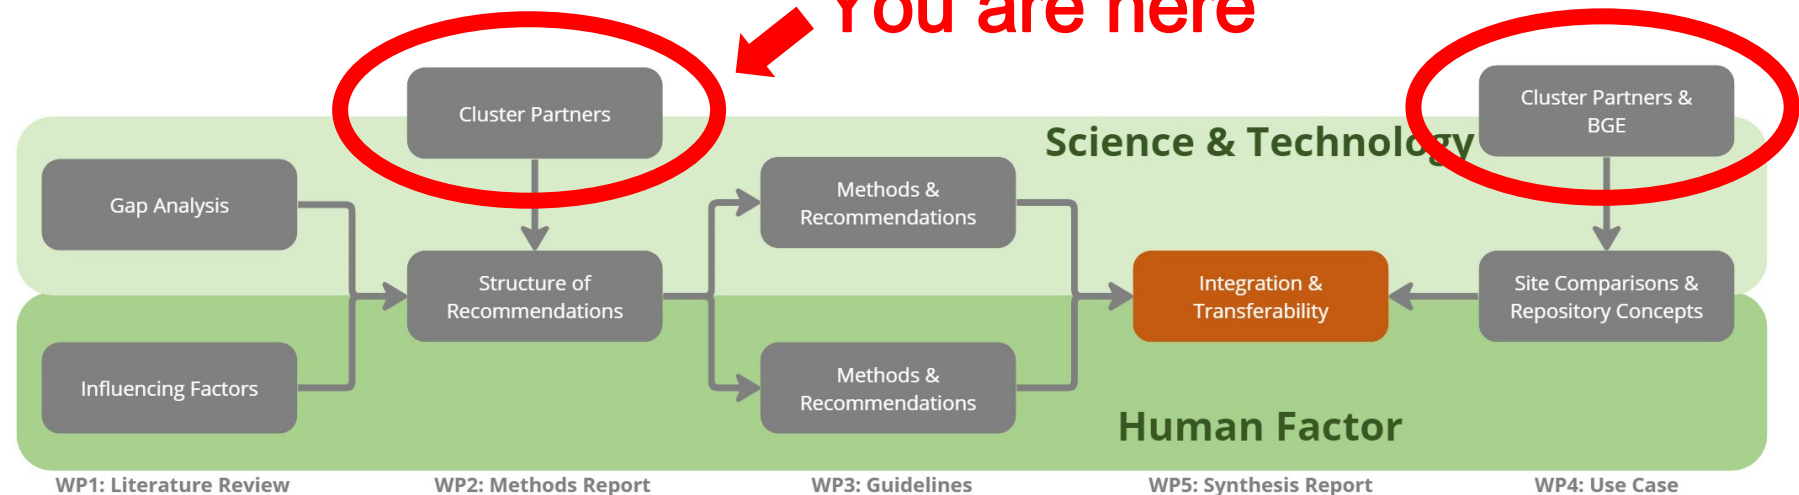 You are here
Cluster Partners
Cluster Partners &
BGE
Science & Technology
Gap Analysis
Methods &
Recommendations
Structure of
Recommendations
Integration &
Transferability
Site Comparisons &
Repository Concepts
Influencing Factors
Methods &
Recommendations
Human Factor
WP1: Literature Review
WP2: Methods Report
WP3: Guidelines
WP5: Synthesis Report
WP4: Use Case